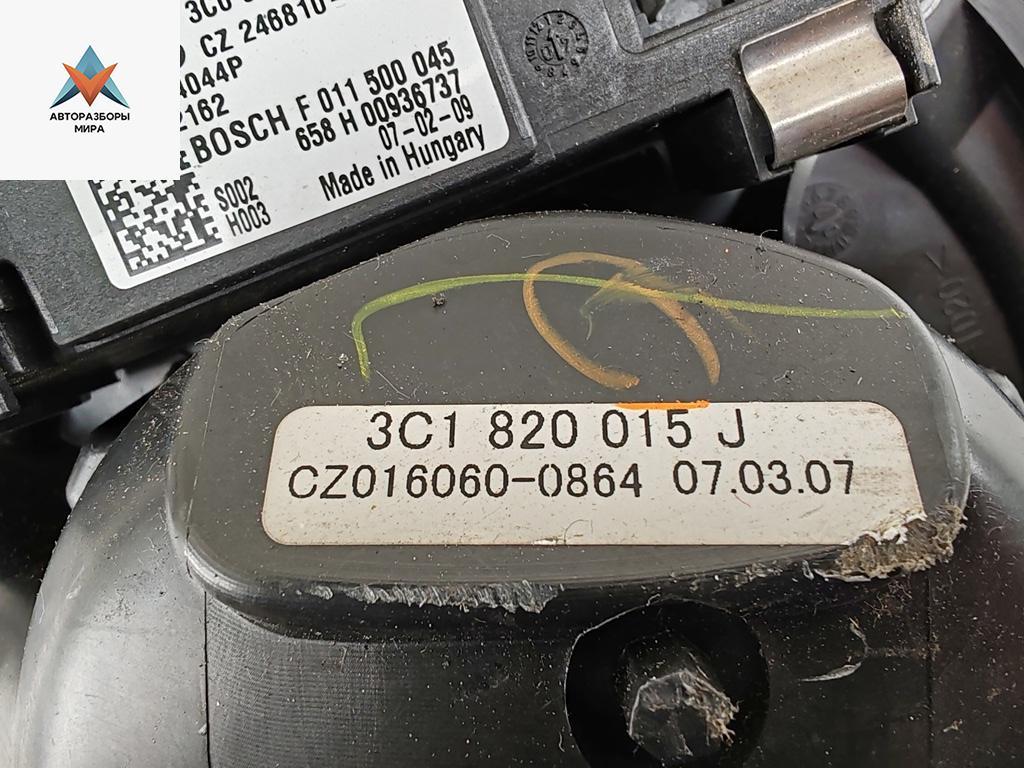 АВТОРАЗБОРЫ
МИРА
CZ 246810-
4044P
2162
BOSCH F 011 500 045
658 H 00936737
07-02-09
Made in Hungary
S002
H003
3C1 820 015 J
CZ016060-0864 07.03.07